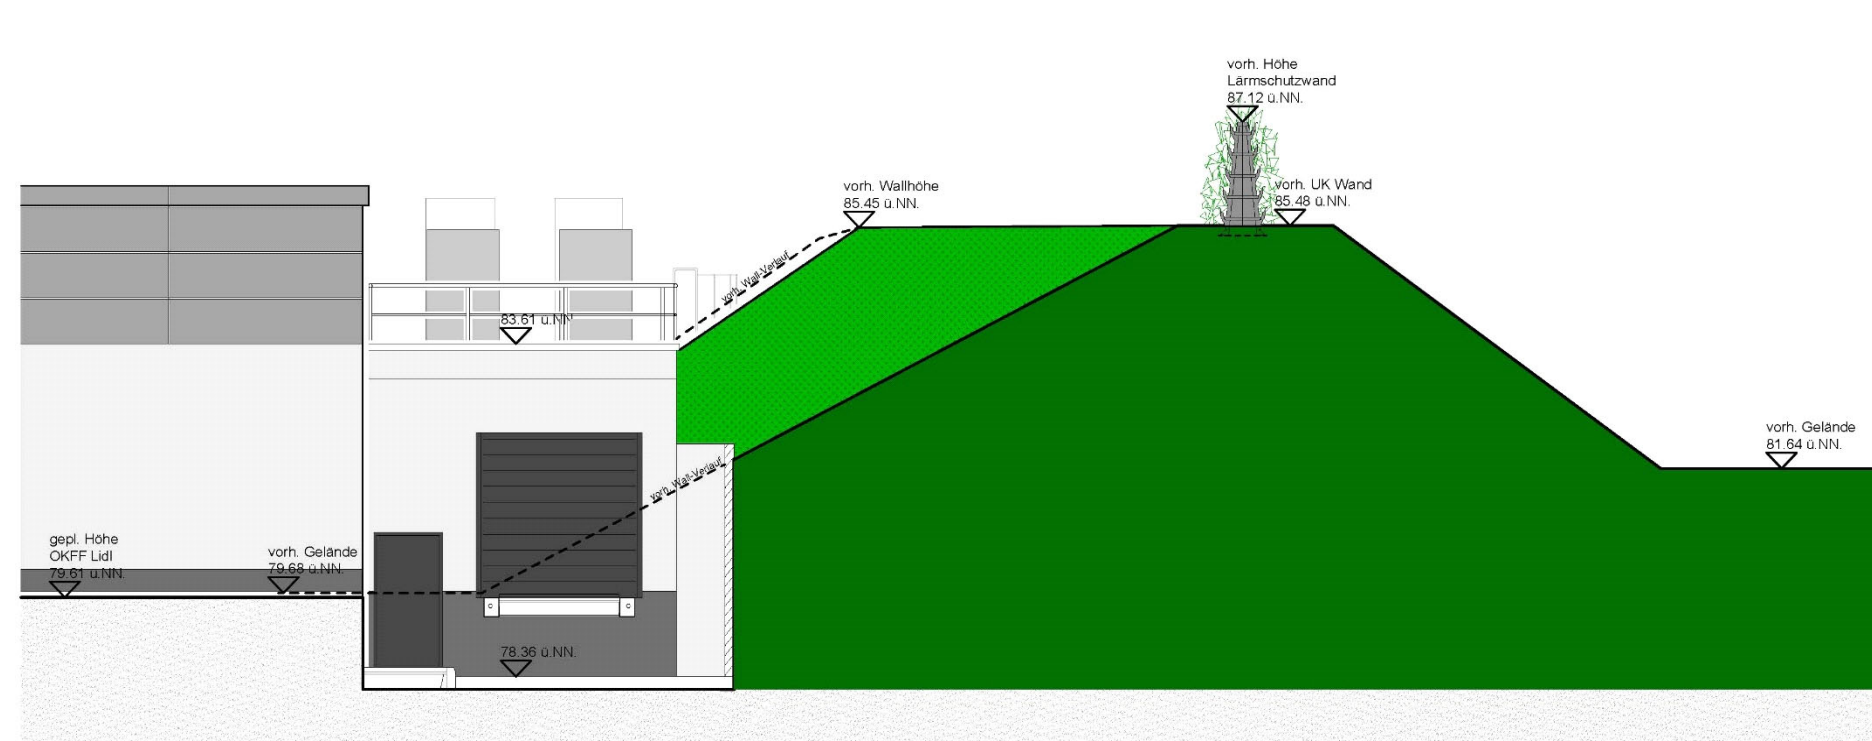 vorh. Höhe
Lärmschutzwand
87.12 ü.NN.
vorh. Wallhöhe
85.45 ü.NN.
vorh. UK Wand
85.48 ü.NN.
vorh. Wall-Verlauf
83.61 ü.NN
vorh. Gelände
81.64 ü.NN.
vorh. Wall-Verlauf
gepl. Höhe
OKFF Lidl
79.61 ü.NN.
vorh. Gelände
79.68 ü.NN.
78.36 ü.NN.